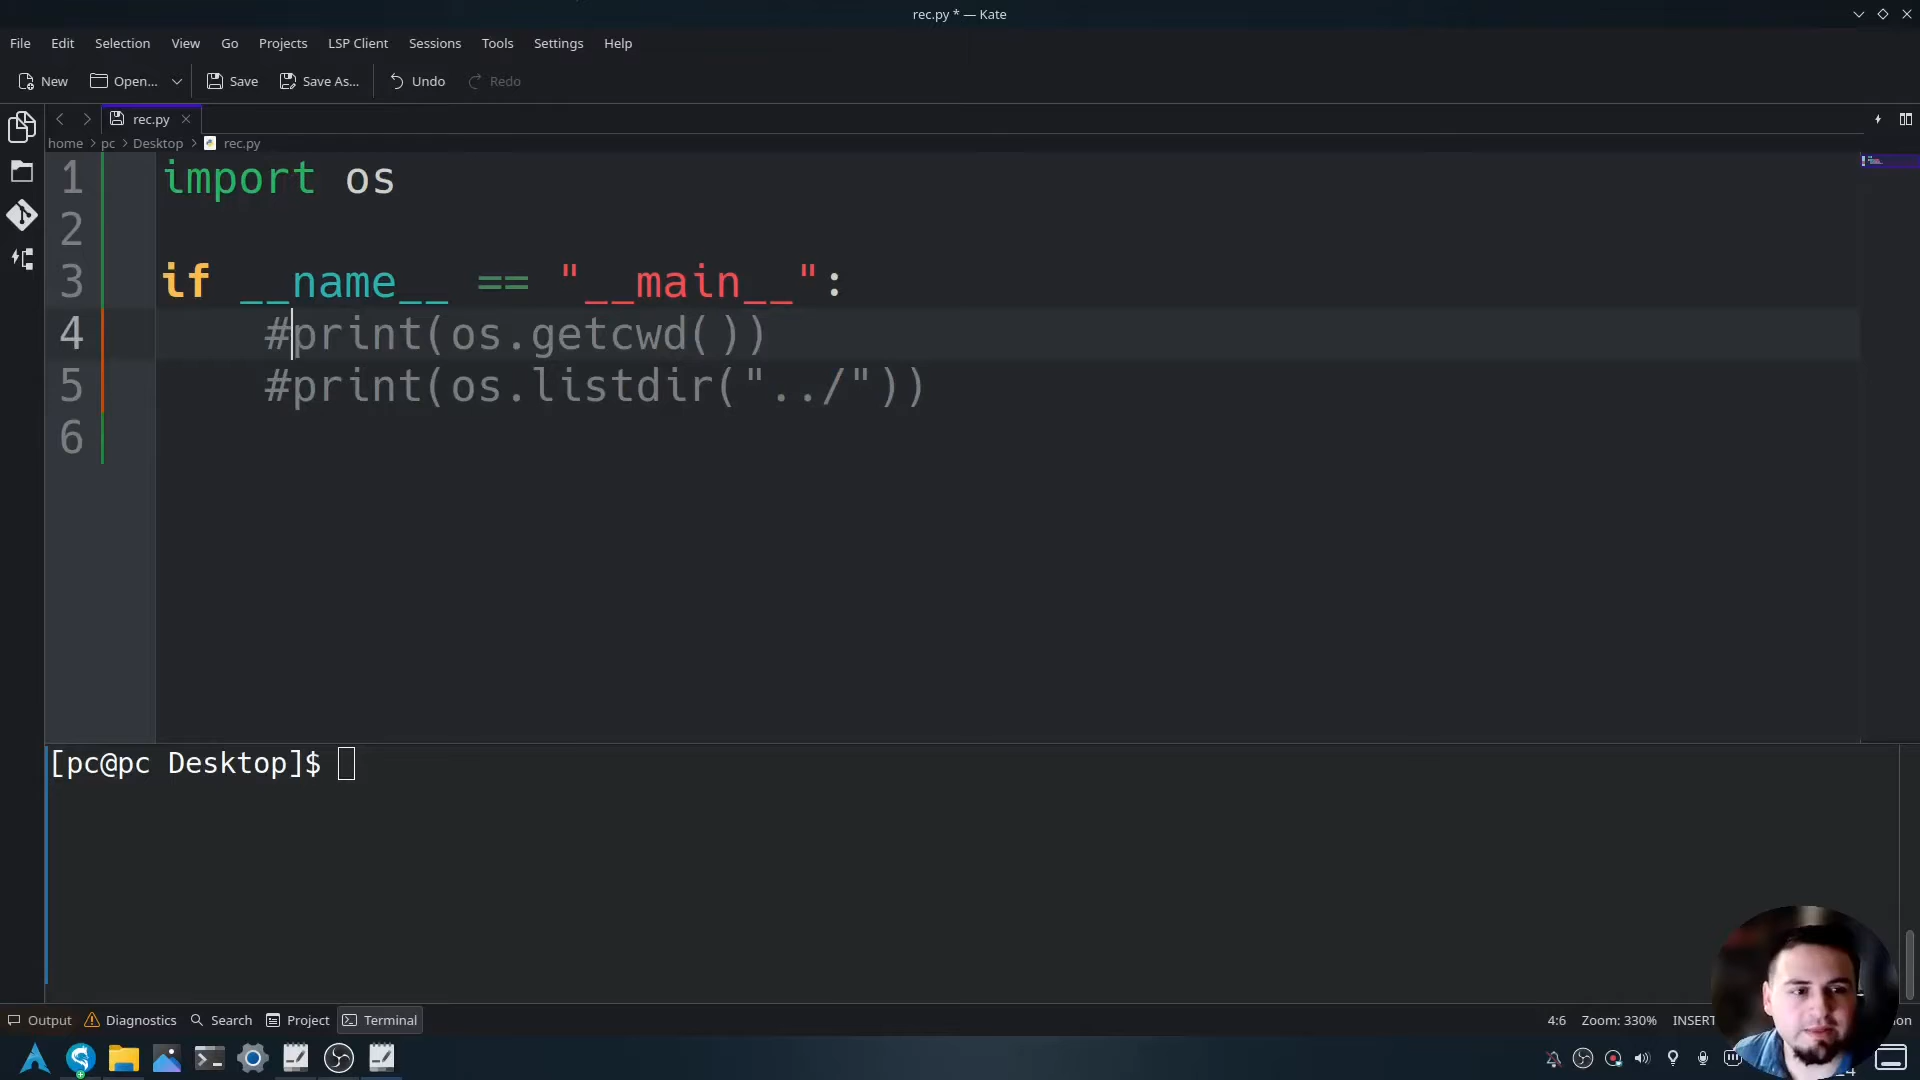 rec.py * — Kate
File Edit Selection View Go Projects LSP Client Sessions Tools Settings Help
New Open... Save Save As... Undo Redo
rec.py
home > pc > Desktop > rec.py
1 import os
2
3 if __name__ == "__main__":
4 #print(os.getcwd())
5 #print(os.listdir("../"))
6
[pc@pc Desktop]$
Output Diagnostics Search Project Terminal 4:6 Zoom: 330% INSERT